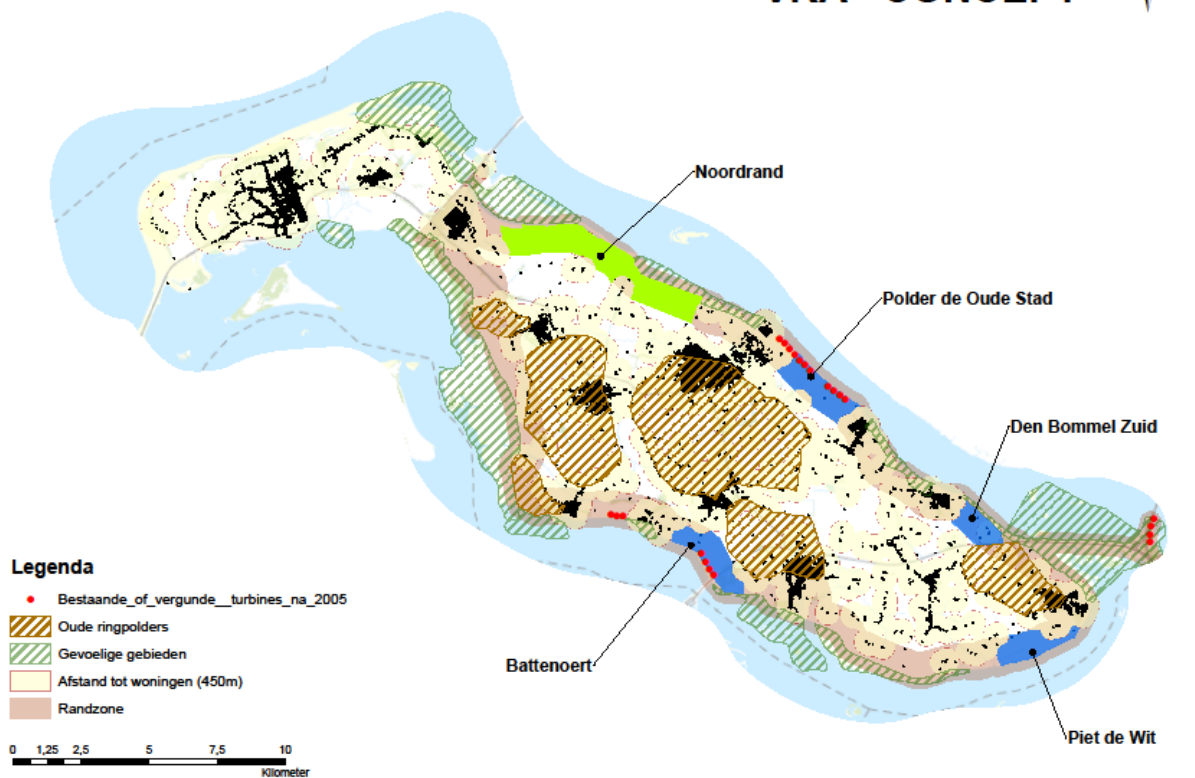 Noordrand
Polder de Oude Stad
Den Bommel Zuid
Battenoert
Piet de Wit
Legenda
Bestaande_of_vergunde__turbines_na_2005
Oude ringpolders
Gevoelige gebieden
Afstand tot woningen (450m)
Randzone
0 1,25 2,5 5 7,5 10
Kilometer